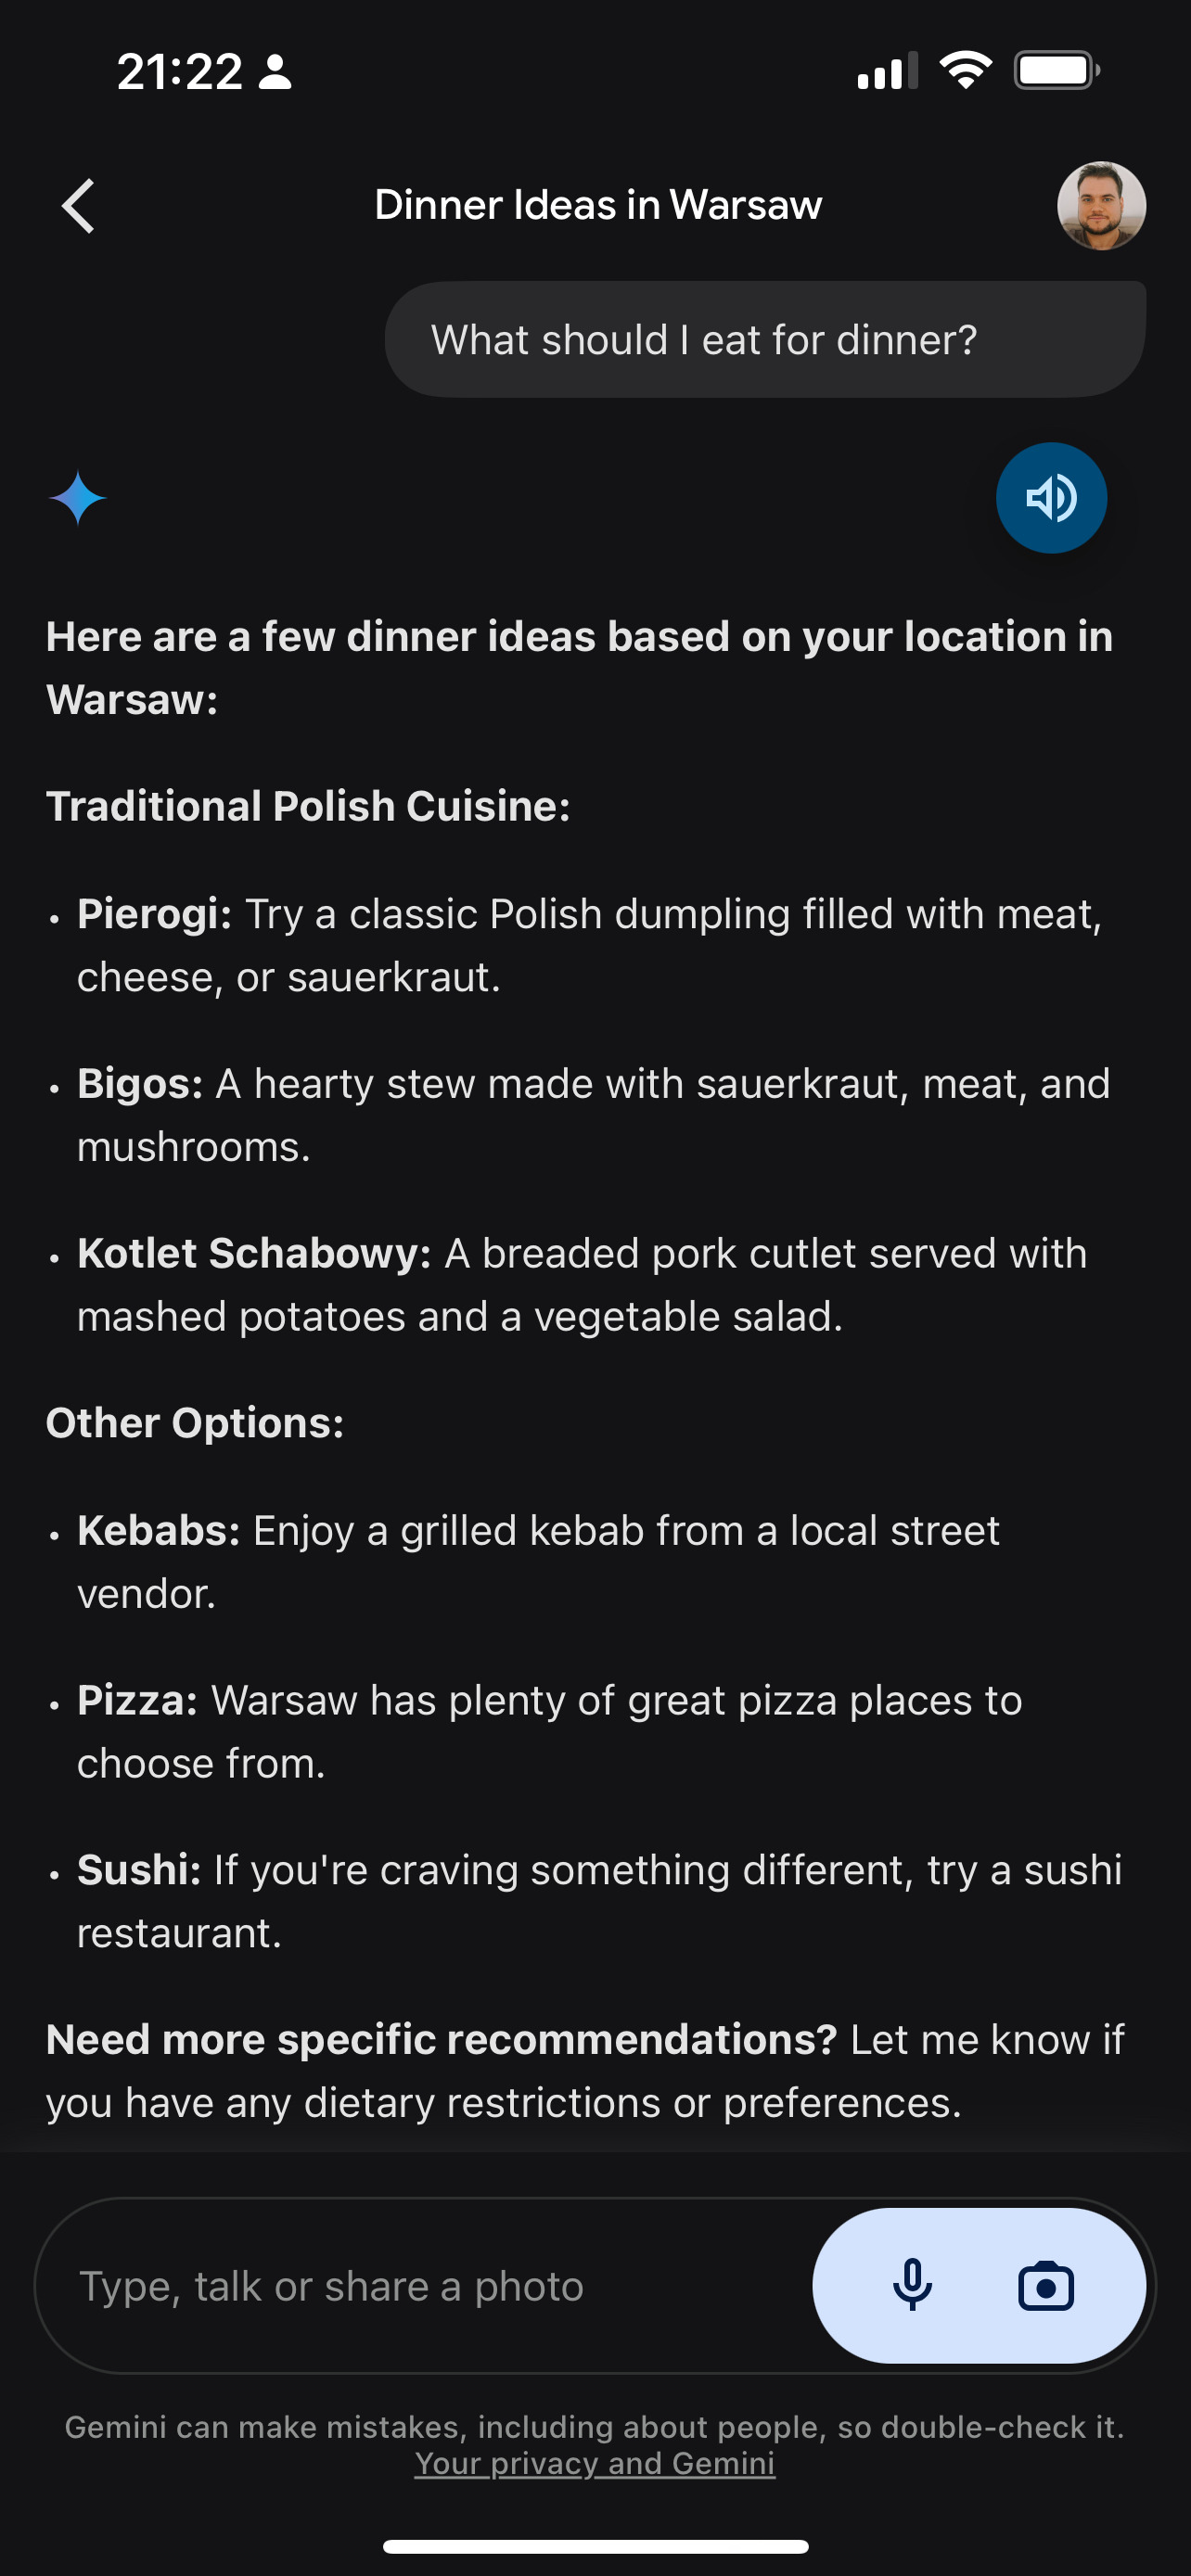 21:22
Dinner Ideas in Warsaw
What should I eat for dinner?
Here are a few dinner ideas based on your location in
Warsaw:
Traditional Polish Cuisine:
• Pierogi: Try a classic Polish dumpling filled with meat,
cheese, or sauerkraut.
• Bigos: A hearty stew made with sauerkraut, meat, and
mushrooms.
• Kotlet Schabowy: A breaded pork cutlet served with
mashed potatoes and a vegetable salad.
Other Options:
• Kebabs: Enjoy a grilled kebab from a local street
vendor.
• Pizza: Warsaw has plenty of great pizza places to
choose from.
• Sushi: If you're craving something different, try a sushi
restaurant.
Need more specific recommendations? Let me know if
you have any dietary restrictions or preferences.
Type, talk or share a photo
Gemini can make mistakes, including about people, so double-check it.
Your privacy and Gemini